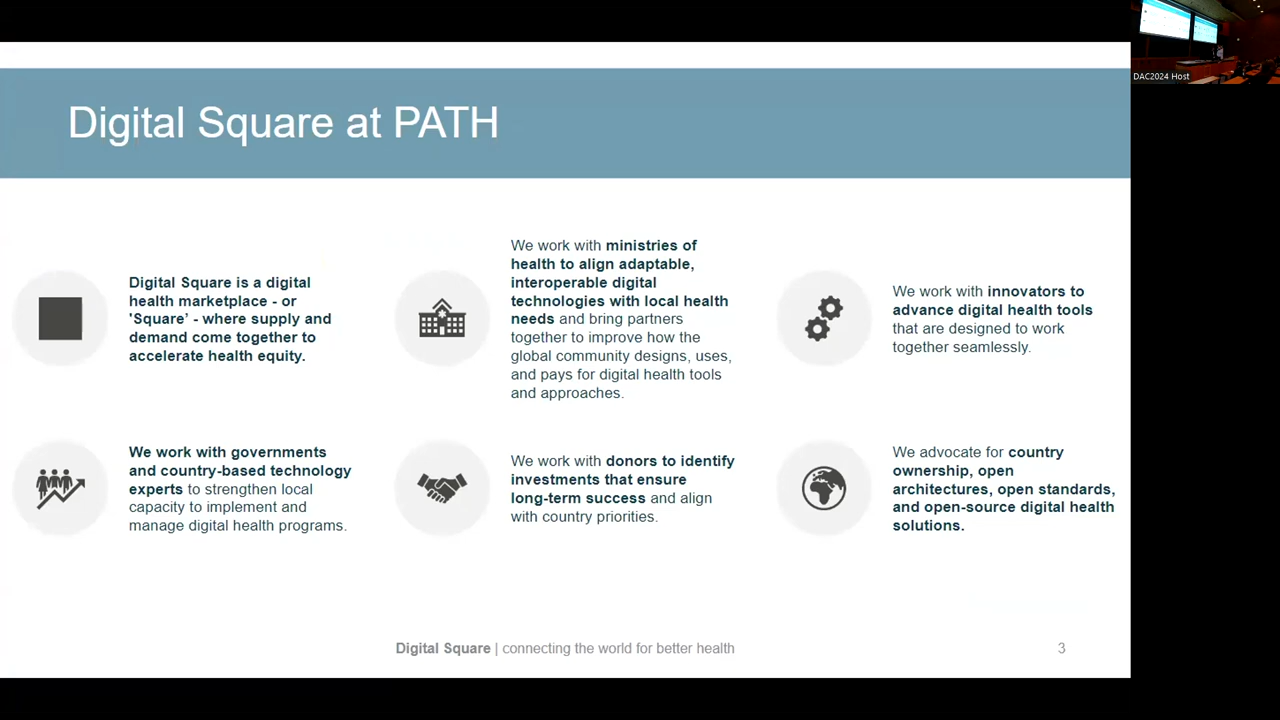 Digital Square at PATH
DAC2024 Host
Digital Square is a digital
health marketplace - or
'Square’ - where supply and
demand come together to
accelerate health equity.
We work with ministries of
health to align adaptable,
interoperable digital
technologies with local health
needs and bring partners
together to improve how the
global community designs, uses,
and pays for digital health tools
and approaches.
We work with innovators to
advance digital health tools
that are designed to work
together seamlessly.
We work with governments
and country-based technology
experts to strengthen local
capacity to implement and
manage digital health programs.
We work with donors to identify
investments that ensure
long-term success and align
with country priorities.
We advocate for country
ownership, open
architectures, open standards,
and open-source digital health
solutions.
Digital Square | connecting the world for better health
3